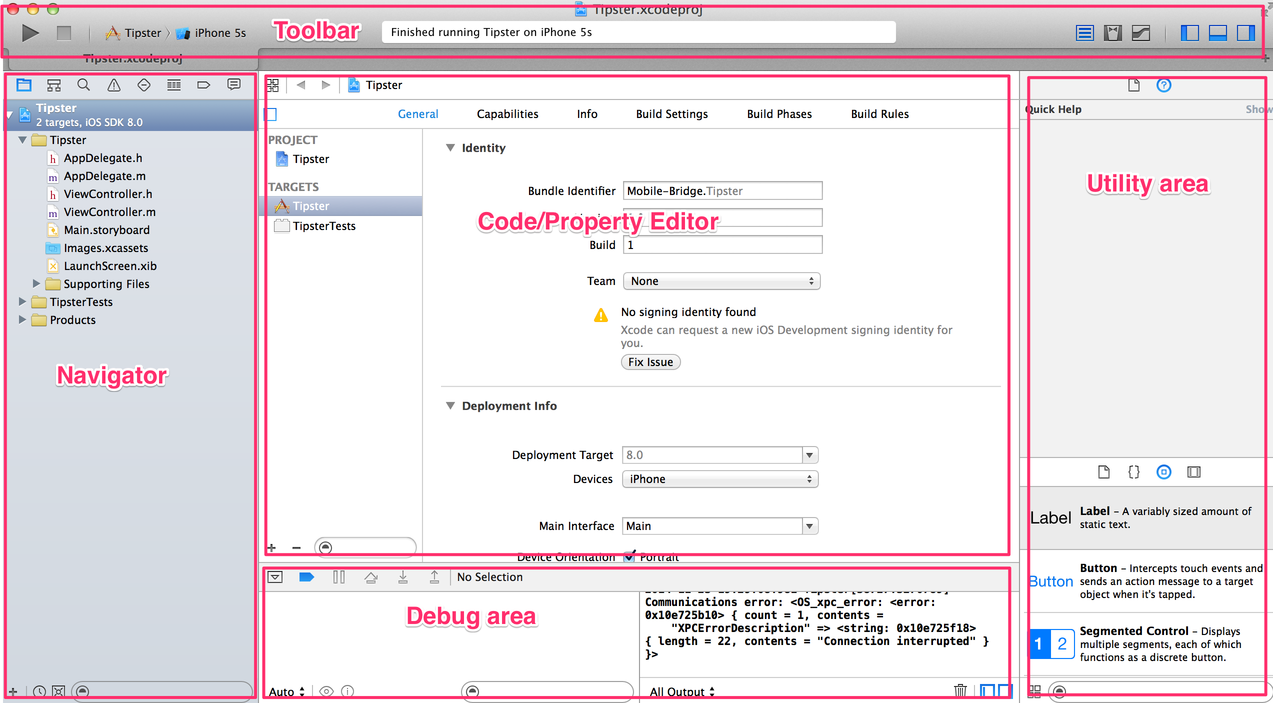 Tipster.xcodeproj
Tipster
iPhone 5s
Toolbar
Finished running Tipster on iPhone 5s
Tipster.xcodeproj
Tipster
2 targets, iOS SDK 8.0
Tipster
AppDelegate.h
AppDelegate.m
ViewController.h
ViewController.m
Main.storyboard
Images.xcassets
LaunchScreen.xib
Supporting Files
TipsterTests
Products
Navigator
Tipster
General Capabilities Info Build Settings Build Phases Build Rules
PROJECT
Tipster
TARGETS
Tipster
TipsterTests
Identity
Bundle Identifier Mobile-Bridge.Tipster
Code/Property Editor
Build 1
Team None
No signing identity found
Xcode can request a new iOS Development signing identity for
you.
Fix Issue
Deployment Info
Deployment Target 8.0
Devices iPhone
Main Interface Main
Device Orientation Portrait
No Selection
Debug area
Communications error: <OS_xpc_error: <error:
0x10e725b10> { count = 1, contents =
"XPCErrorDescription" => <string: 0x10e725f18>
{ length = 22, contents = "Connection interrupted" }
}>
Auto
All Output
Quick Help
Show
Utility area
Label
Label – A variably sized amount of
static text.
Button
Button – Intercepts touch events and
sends an action message to a target
object when it's tapped.
1 2
Segmented Control – Displays
multiple segments, each of which
functions as a discrete button.